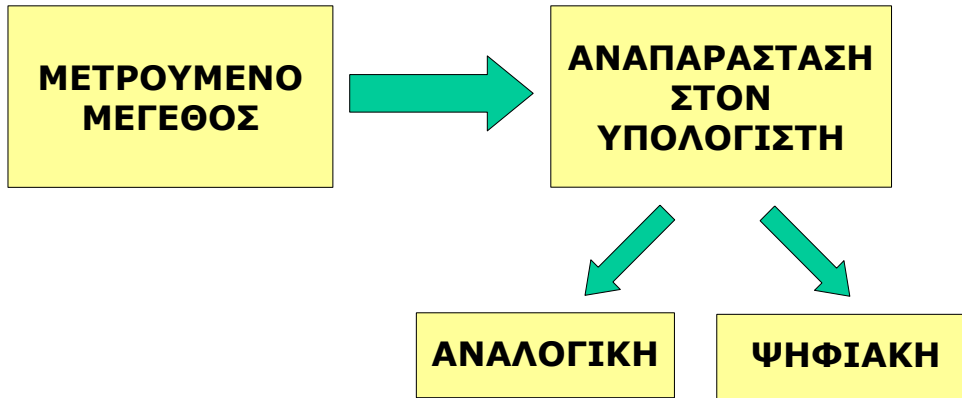 ΜΕΤΡΟΥΜΕΝΟ
ΜΕΓΕΘΟΣ
ΑΝΑΠΑΡΑΣΤΑΣΗ
ΣΤΟΝ
ΥΠΟΛΟΓΙΣΤΗ
ΑΝΑΛΟΓΙΚΗ
ΨΗΦΙΑΚΗ